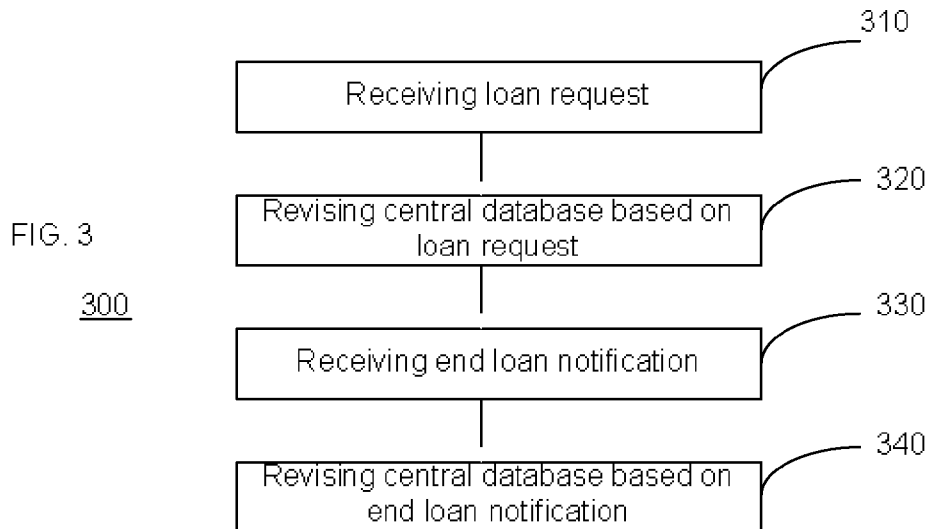 310
Receiving loan request
320
Revising central database based on
loan request
FIG. 3
300
330
Receiving end loan notification
340
Revising central database based on
end loan notification